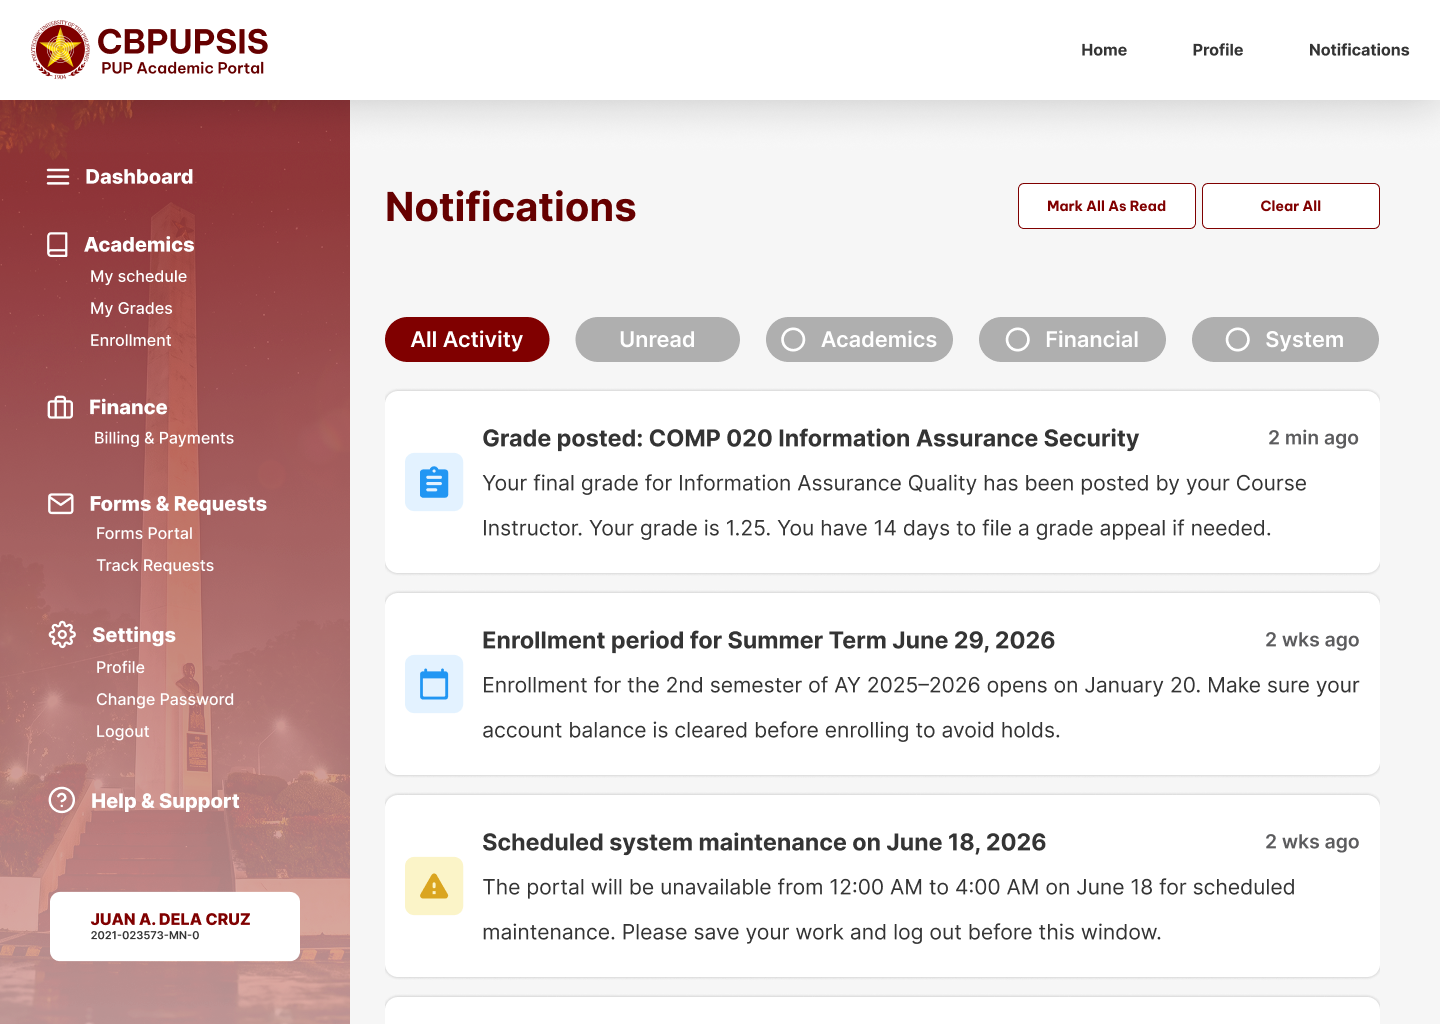 CBPUPSIS
PUP Academic Portal
1904
Home
Profile
Notifications
Dashboard
Academics
My schedule
My Grades
Enrollment
Finance
Billing & Payments
Forms & Requests
Forms Portal
Track Requests
Settings
Profile
Change Password
Logout
Help & Support
JUAN A. DELA CRUZ
2021-023573-MN-0
Notifications
Mark All As Read
Clear All
All Activity
Unread
Academics
Financial
System
Grade posted: COMP 020 Information Assurance Security
2 min ago
Your final grade for Information Assurance Quality has been posted by your Course
Instructor. Your grade is 1.25. You have 14 days to file a grade appeal if needed.
Enrollment period for Summer Term June 29, 2026
2 wks ago
Enrollment for the 2nd semester of AY 2025–2026 opens on January 20. Make sure your
account balance is cleared before enrolling to avoid holds.
Scheduled system maintenance on June 18, 2026
2 wks ago
The portal will be unavailable from 12:00 AM to 4:00 AM on June 18 for scheduled
maintenance. Please save your work and log out before this window.